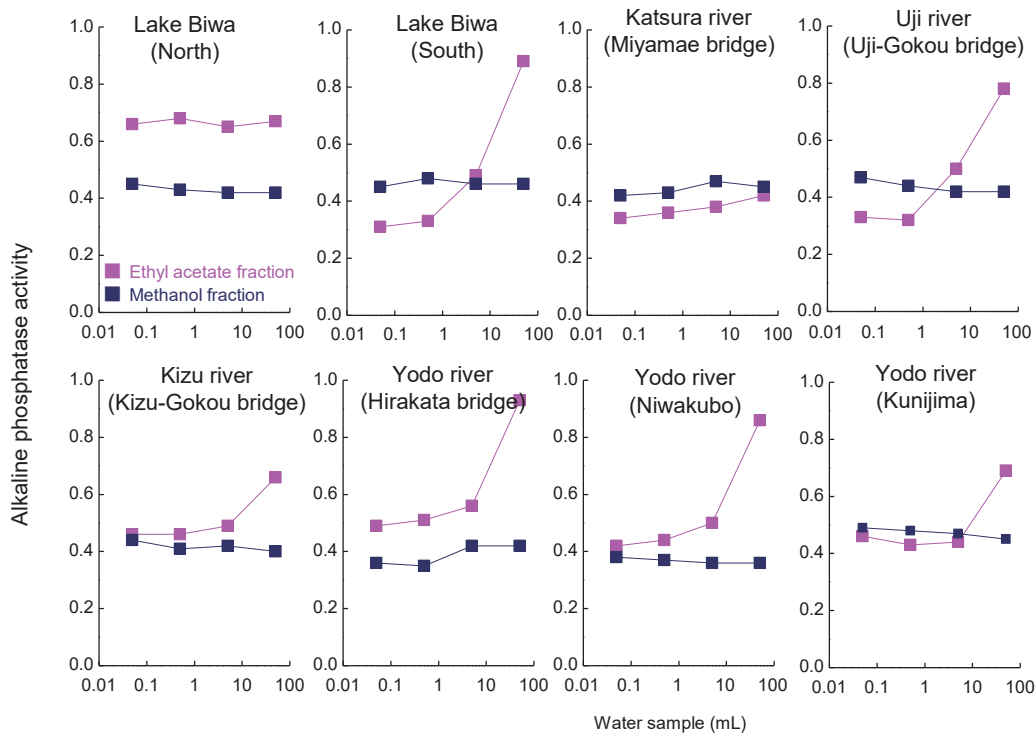 Alkaline phosphatase activity
Lake Biwa
(North)
1.0
0.8
0.6
0.4
0.2
0.0
0.01 0.1 1 10 100
Ethyl acetate fraction
Methanol fraction
Lake Biwa
(South)
1.0
0.8
0.6
0.4
0.2
0.0
0.01 0.1 1 10 100
Katsura river
(Miyamae bridge)
1.0
0.8
0.6
0.4
0.2
0.0
0.01 0.1 1 10 100
Uji river
(Uji-Gokou bridge)
1.0
0.8
0.6
0.4
0.2
0.0
0.01 0.1 1 10 100
Kizu river
(Kizu-Gokou bridge)
1.0
0.8
0.6
0.4
0.2
0.0
0.01 0.1 1 10 100
Yodo river
(Hirakata bridge)
1.0
0.8
0.6
0.4
0.2
0.0
0.01 0.1 1 10 100
Yodo river
(Niwakubo)
1.0
0.8
0.6
0.4
0.2
0.0
0.01 0.1 1 10 100
Yodo river
(Kunijima)
1.0
0.8
0.6
0.4
0.2
0.0
0.01 0.1 1 10 100
Water sample (mL)